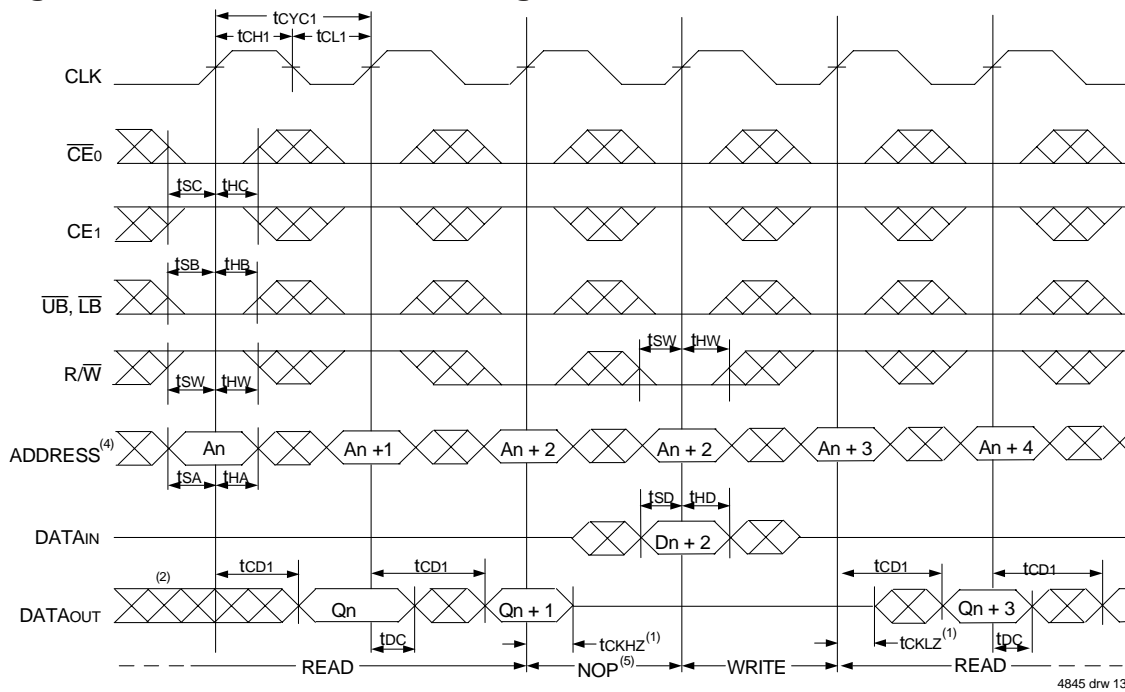 tCYC1
tCH1 tCL1
CLK
CE0
tSC tHC
CE1
tSB tHB
UB, LB
tSW tHW
R/W
tSW tHW
ADDRESS(4) An An +1 An + 2 An + 2 An + 3 An + 4
tSA tHA
tSD tHD
DATAIN Dn + 2
(2) tCD1 tCD1 tCD1 tCD1
DATAOUT Qn Qn + 1 Qn + 3
tDC tCKHZ(1) tCKLZ(1) tDC
READ NOP(5) WRITE READ
4845 drw 13